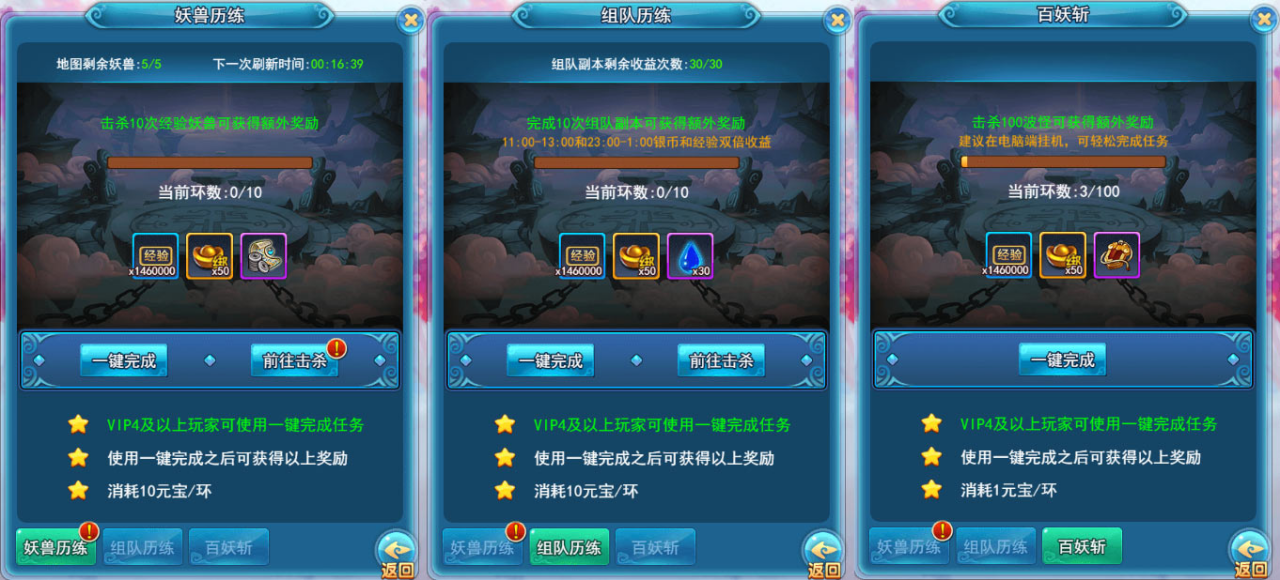 妖兽历练
地图剩余妖兽:5/5 下一次刷新时间:00:16:39
击杀10次经验妖兽可获得额外奖励
当前环数:0/10
经验
x1460000
绑
x50
一键完成
前往击杀
VIP4及以上玩家可使用一键完成任务
使用一键完成之后可获得以上奖励
消耗10元宝/环
妖兽历练 组队历练 百妖斩
返回
组队历练
组队副本剩余收益次数:30/30
完成10次组队副本可获得额外奖励
11:00-13:00和23:00-1:00银币和经验双倍收益
当前环数:0/10
经验
x1460000
绑
x50
x30
一键完成
前往击杀
VIP4及以上玩家可使用一键完成任务
使用一键完成之后可获得以上奖励
消耗10元宝/环
妖兽历练 组队历练 百妖斩
返回
百妖斩
击杀100波怪可获得额外奖励
建议在电脑端挂机，可轻松完成任务
当前环数:3/100
经验
x1460000
绑
x50
一键完成
VIP4及以上玩家可使用一键完成任务
使用一键完成之后可获得以上奖励
消耗1元宝/环
妖兽历练 组队历练 百妖斩
返回